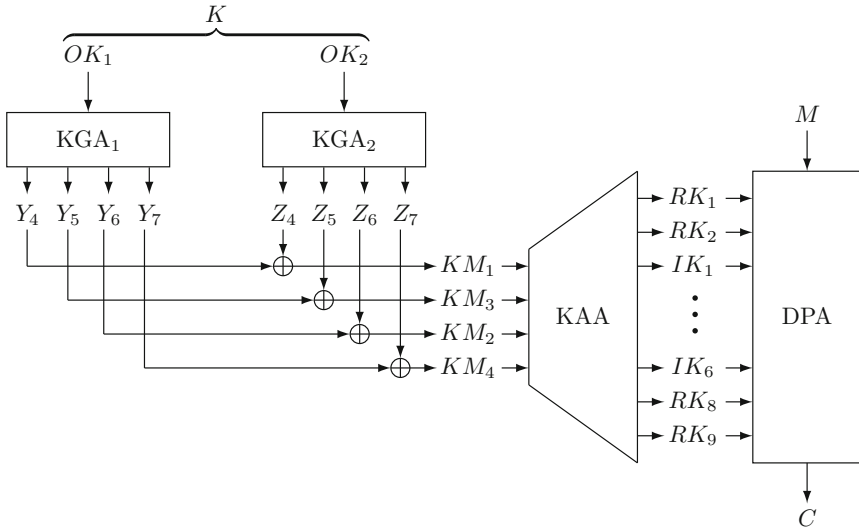 K
OK₁ OK₂
KGA₁ KGA₂
M
Y₄ Y₅ Y₆ Y₇ Z₄ Z₅ Z₆ Z₇ RK₁
RK₂
KM₁ IK₁
KM₃
KAA DPA
KM₂
KM₄ IK₆
RK₈
RK₉
C